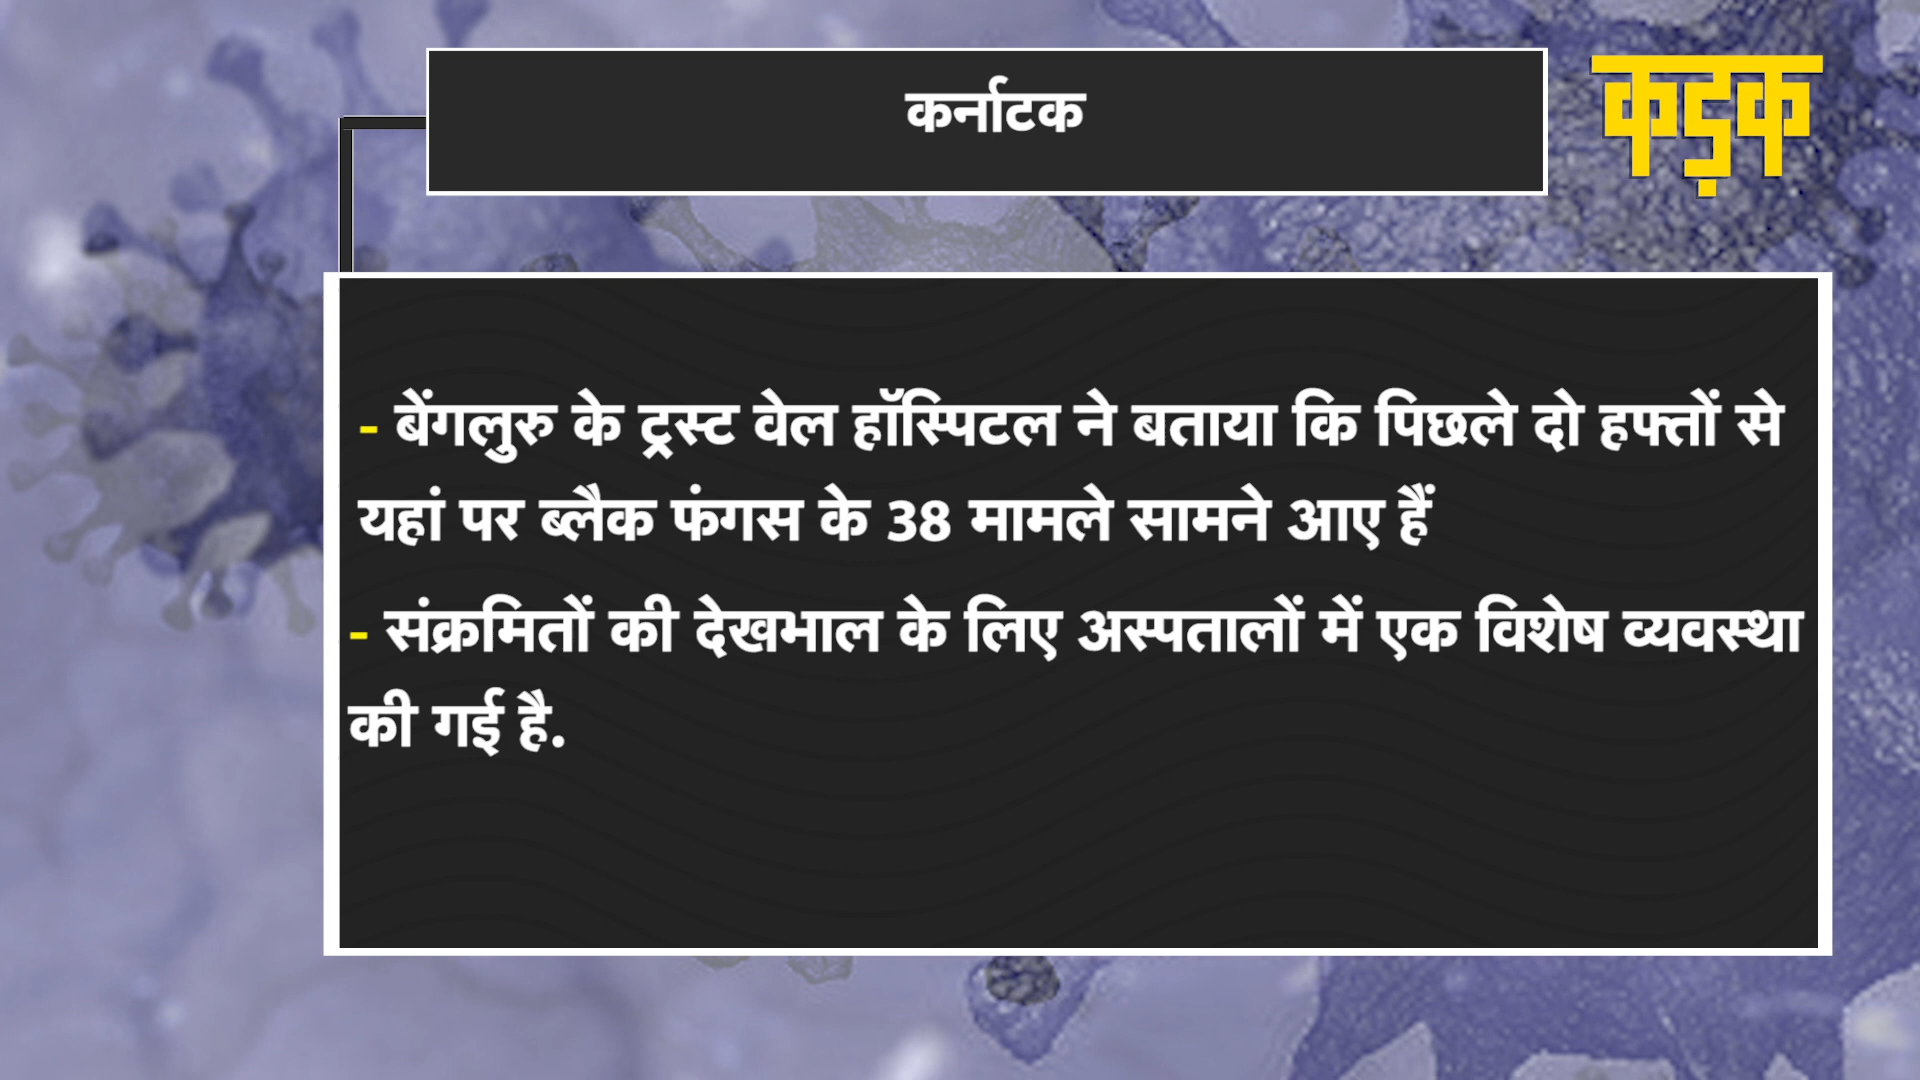 कर्नाटक
कड़क
- बेंगलुरु के ट्रस्ट वेल हॉस्पिटल ने बताया कि पिछले दो हफ्तों से
यहां पर ब्लैक फंगस के 38 मामले सामने आए हैं
- संक्रमितों की देखभाल के लिए अस्पतालों में एक विशेष व्यवस्था
की गई है.